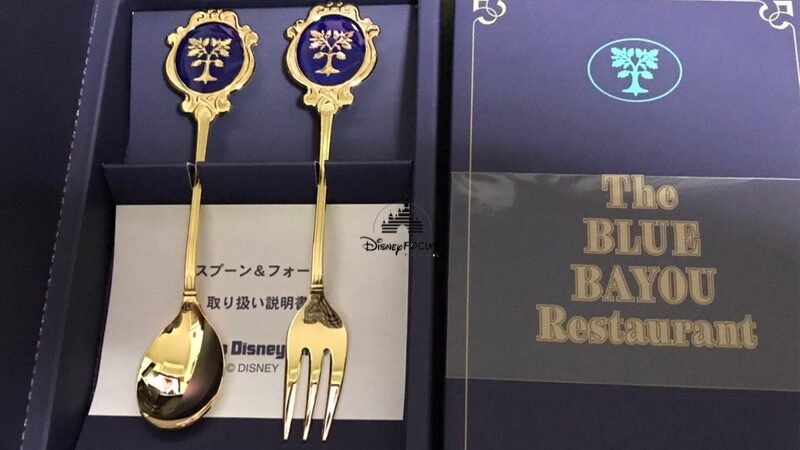 スプーン&フォー
取り扱い説明書
Disney
© DISNEY
DISNEYFOCUS
The
BLUE
BAYOU
Restaurant